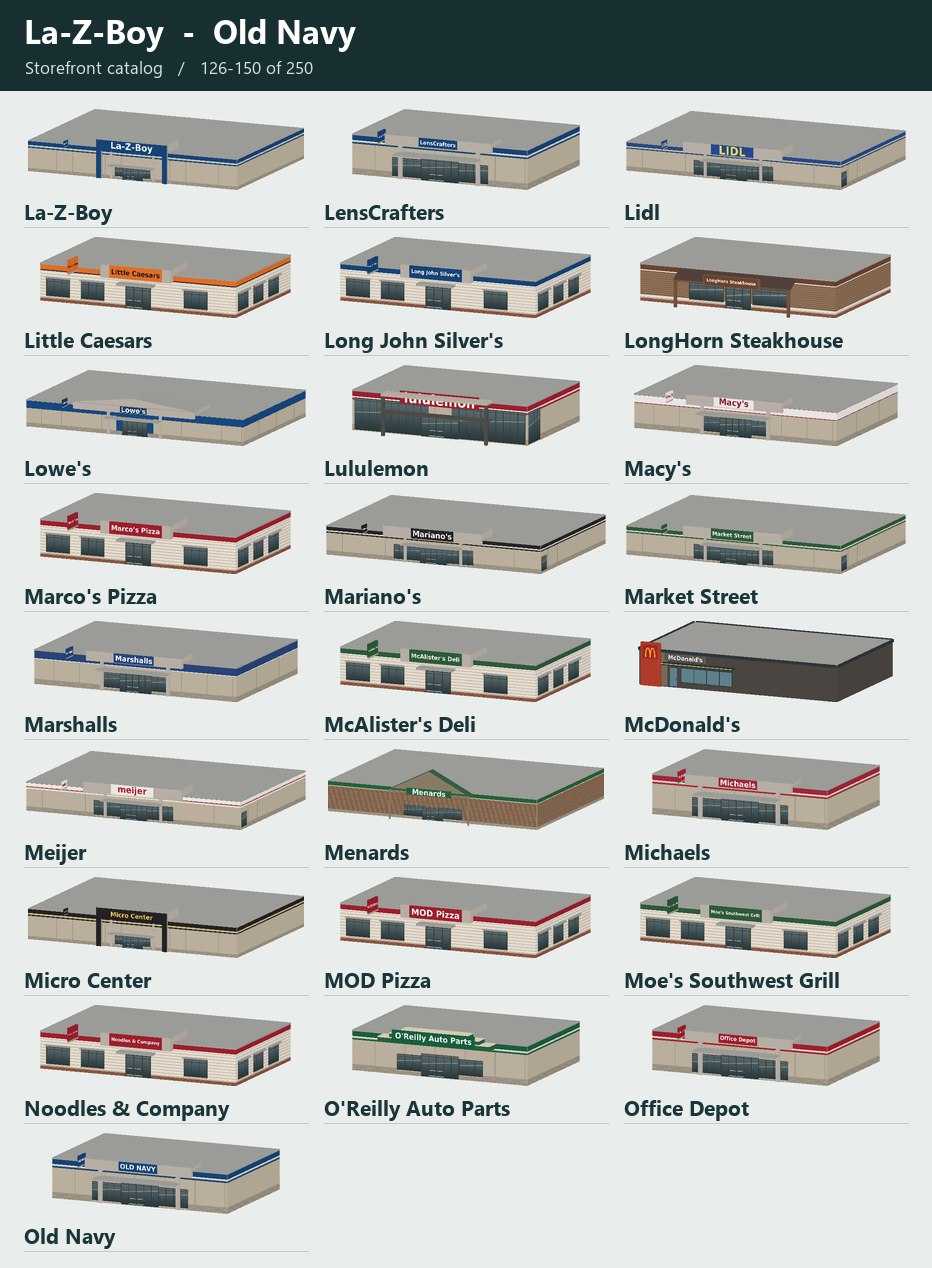 La-Z-Boy - Old Navy
Storefront catalog / 126-150 of 250
La-Z-Boy
LensCrafters
LIDL
La-Z-Boy
LensCrafters
Lidl
Little Caesars
Long John Silver's
LongHorn Steakhouse
Little Caesars
Long John Silver's
LongHorn Steakhouse
Lowe's
lululemon
Macy's
Lowe's
Lululemon
Macy's
Marco's Pizza
Mariano's
Market Street
Marco's Pizza
Mariano's
Market Street
Marshalls
McAlister's Deli
McDonald's
Marshalls
McAlister's Deli
McDonald's
meijer
Menards
Michaels
Meijer
Menards
Michaels
Micro Center
MOD Pizza
Moe's Southwest Grill
Micro Center
MOD Pizza
Moe's Southwest Grill
Noodles & Company
O'Reilly Auto Parts
Office Depot
Noodles & Company
O'Reilly Auto Parts
Office Depot
OLD NAVY
Old Navy